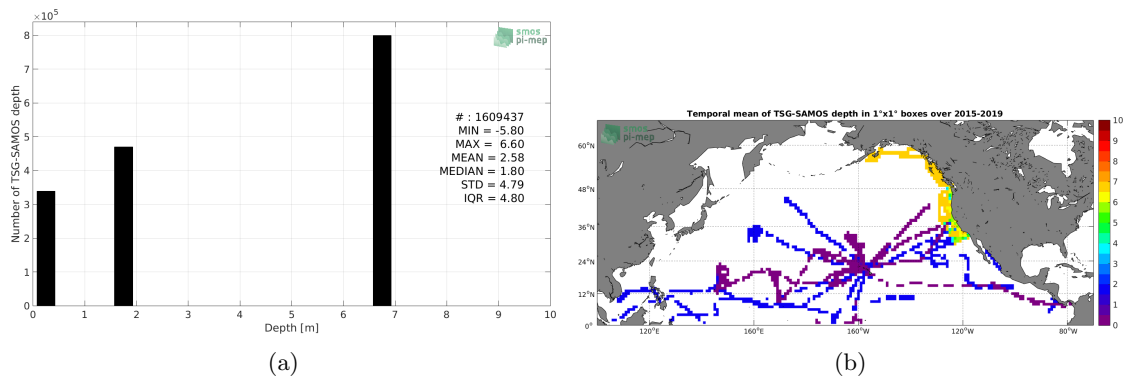 ×10⁵
smos
pi-mep
8
7
6
5
4
3
2
1
0
Number of TSG-SAMOS depth
# : 1609437
MIN = -5.80
MAX = 6.60
MEAN = 2.58
MEDIAN = 1.80
STD = 4.79
IQR = 4.80
0 1 2 3 4 5 6 7 8 9 10
Depth [m]
(a)
Temporal mean of TSG-SAMOS depth in 1°x1° boxes over 2015-2019
smos
pi-mep
60°N
48°N
36°N
24°N
12°N
0°
120°E 160°E 160°W 120°W 80°W
10
9
8
7
6
5
4
3
2
1
0
(b)